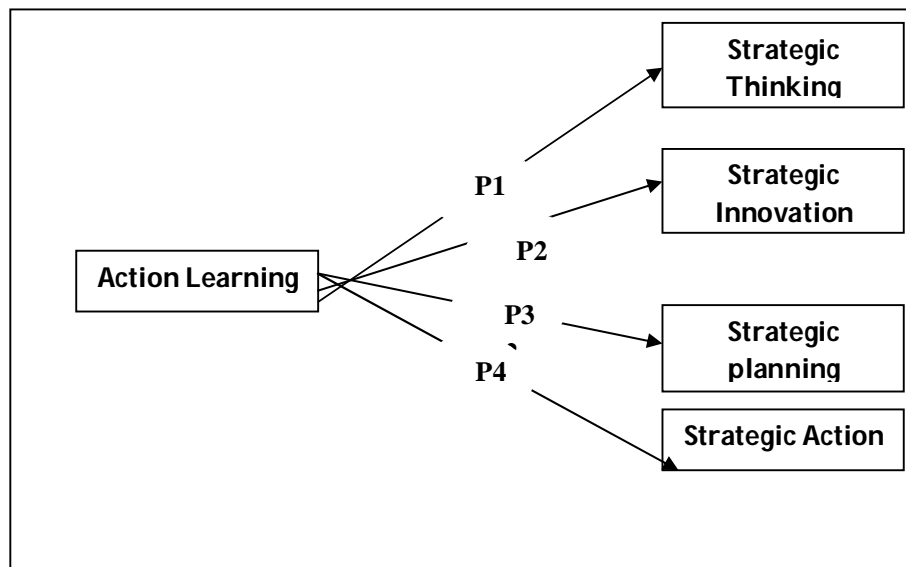 Strategic
Thinking
P1
Strategic
Innovation
P2
Action Learning
P3
Strategic
planning
P4
Strategic Action